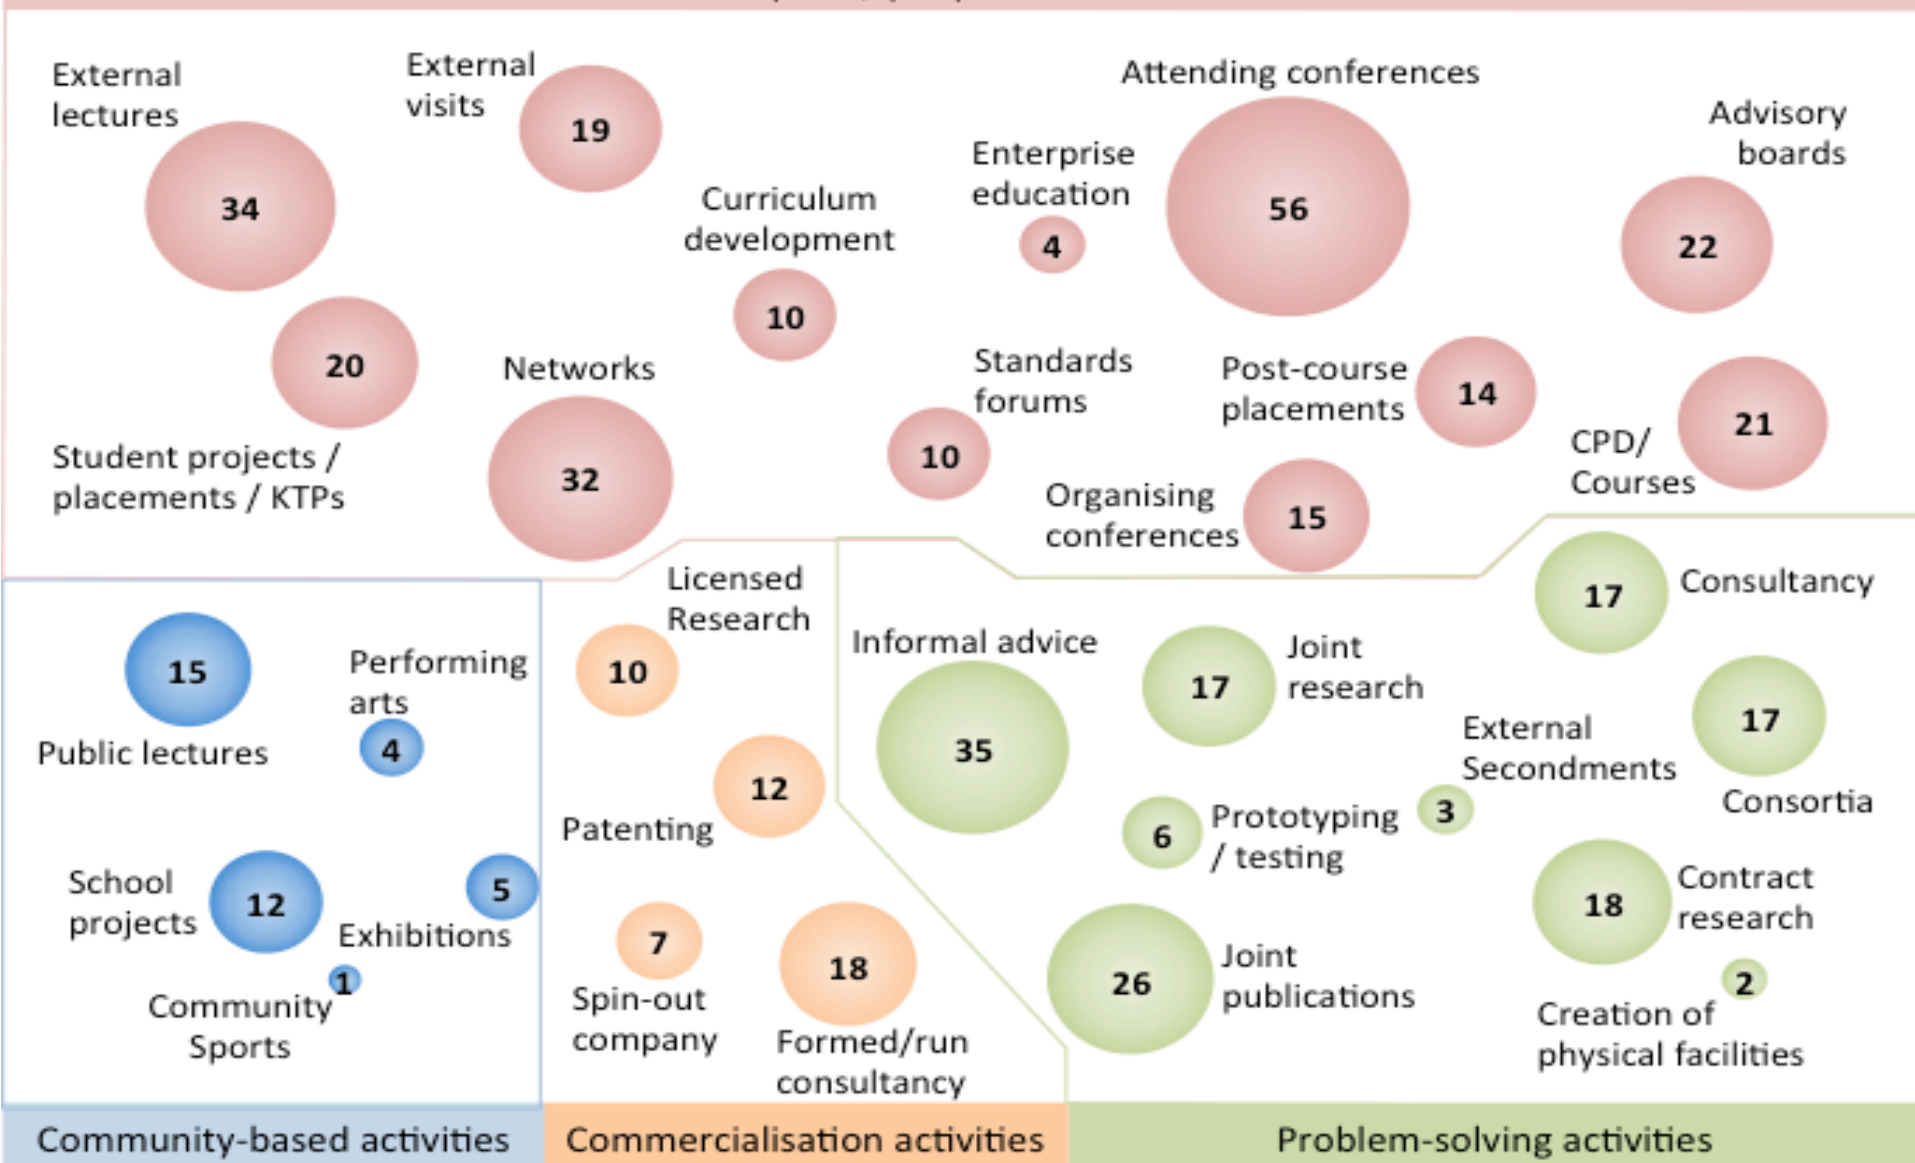 External
lectures
34
External
visits
19
Attending conferences
56
Advisory
boards
22
Enterprise
education
4
Curriculum
development
10
20
Student projects /
placements / KTPs
Networks
32
Standards
forums
10
Post-course
placements
14
CPD/
Courses
21
Organising
conferences
15
15
Public lectures
Performing
arts
4
School
projects
12
5
Exhibitions
1
Community
Sports
Community-based activities
Licensed
Research
10
12
Patenting
7
Spin-out
company
18
Formed/run
consultancy
Commercialisation activities
Informal advice
35
17
Joint
research
17
Consultancy
17
Consortia
External
Secondments
3
6
Prototyping
/ testing
18
Contract
research
26
Joint
publications
2
Creation of
physical facilities
Problem-solving activities